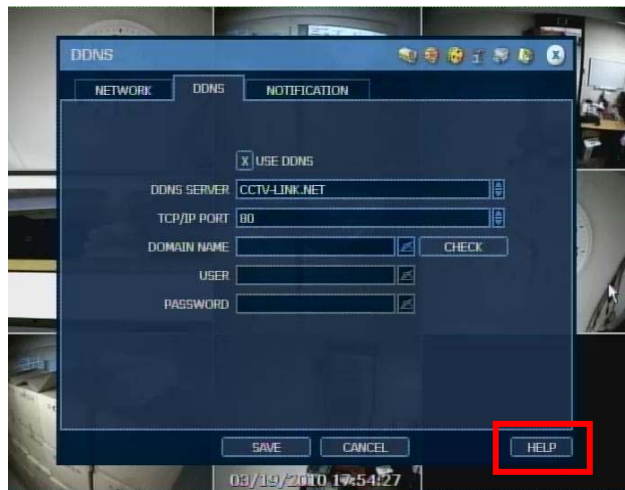 DDNS
NETWORK DDNS NOTIFICATION
X USE DDNS
DDNS SERVER CCTV-LINK.NET
TCP/IP PORT 80
DOMAIN NAME CHECK
USER
PASSWORD
SAVE CANCEL HELP
03/19/2010 17:54:27